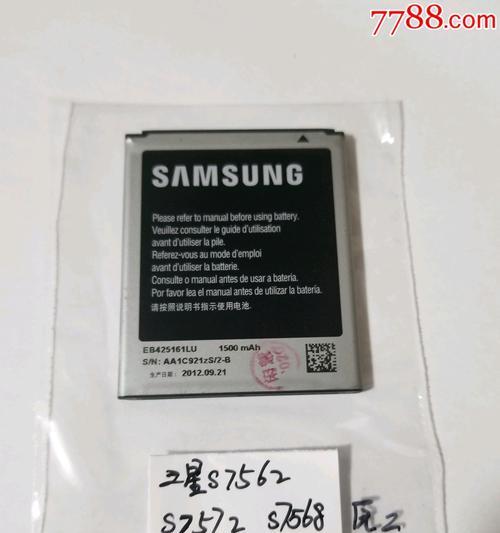 7788.com
SAMSUNG
Please refer to manual before using battery.
Veuillez consulter le guide d'utilisation
avant d'utiliser la pile.
Referez-vous au mode d'emploi
avant d'utiliser la batterie.
Consulte o manual antes de usar a bateria.
Por favor lea el manual antes de utilizar la batería.
请按照说明书指示使用电池.
EB425161LU 1500 mAh
S/N: AA1C921zS/2-B
生产日期: 2012.09.21
三星S7562
S7572 S7568